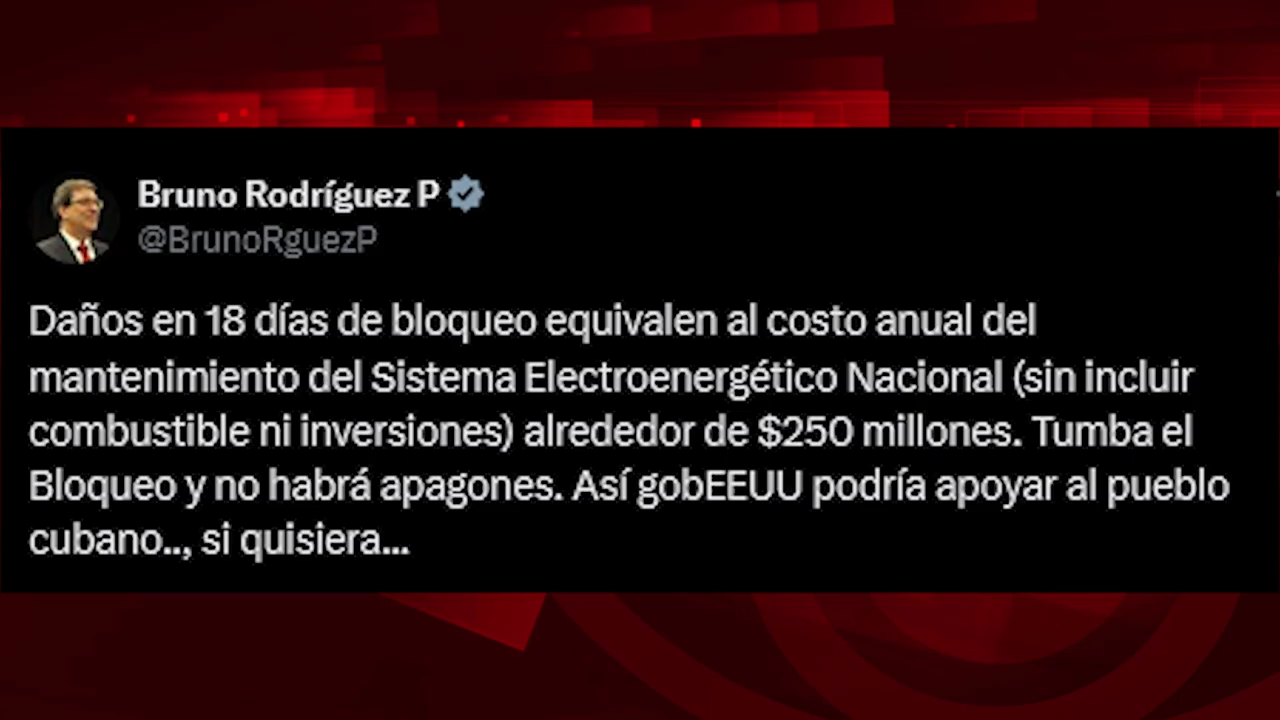 Bruno Rodríguez P
@BrunoRguezP
Daños en 18 días de bloqueo equivalen al costo anual del
mantenimiento del Sistema Electroenergético Nacional (sin incluir
combustible ni inversiones) alrededor de $250 millones. Tumba el
Bloqueo y no habrá apagones. Así gobEEUU podría apoyar al pueblo
cubano.., si quisiera...